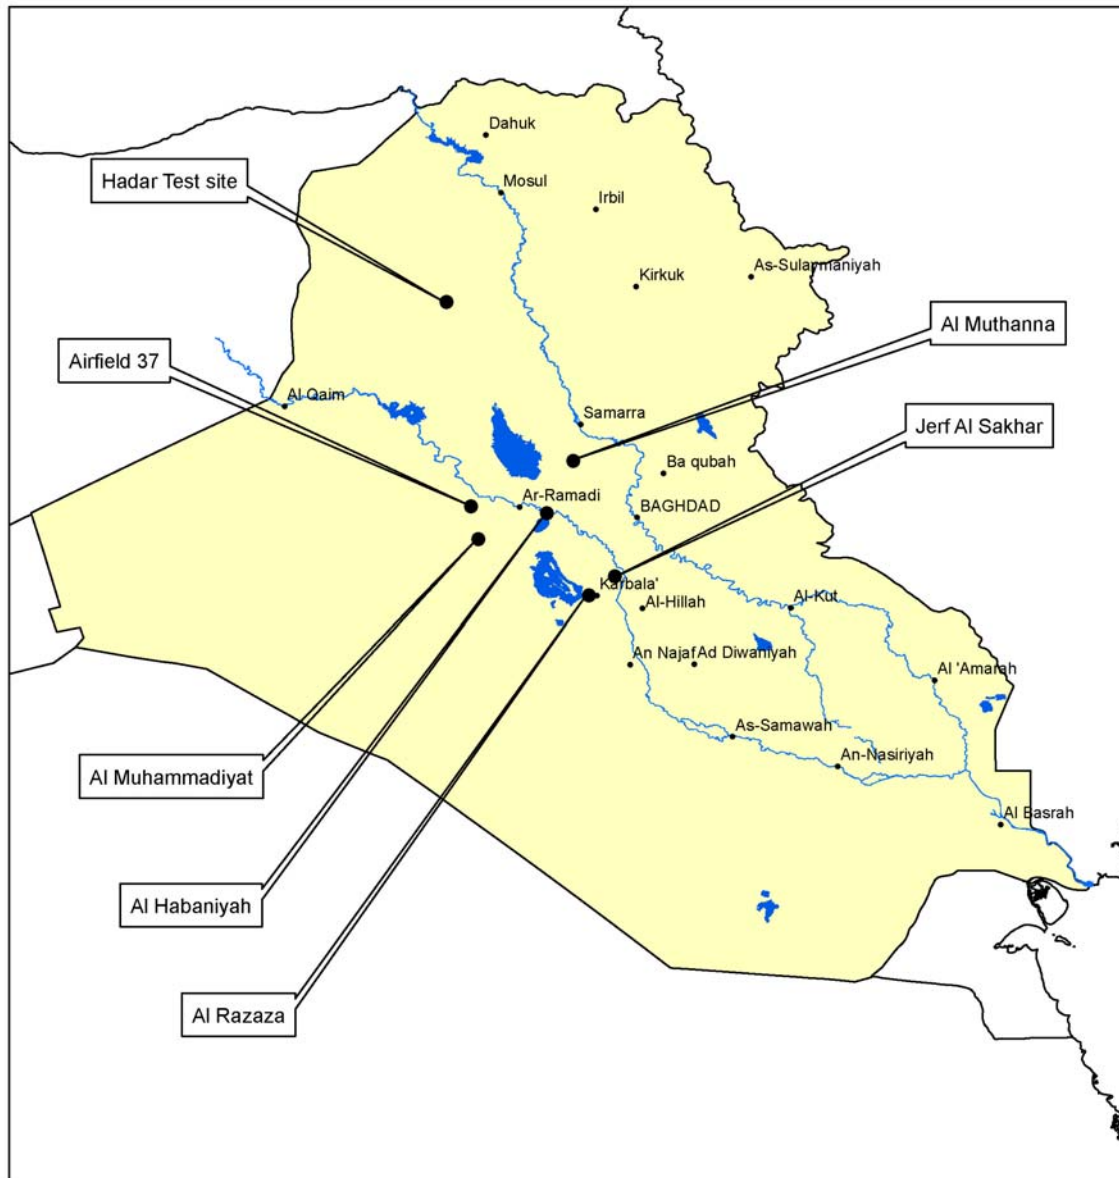 Dahuk
Hadar Test site
Mosul
Irbil
As-Sulaymaniyah
Kirkuk
Al Muthanna
Airfield 37
Al Qaim
Samarra
Jerf Al Sakhar
Ba qubah
Ar-Ramadi
BAGHDAD
Karbala'
Al-Hillah
Al-Kut
An Najaf
Ad Diwaniyah
Al 'Amarah
As-Samawah
An-Nasiriyah
Al Muhammadiyat
Al Basrah
Al Habaniyah
Al Razaza